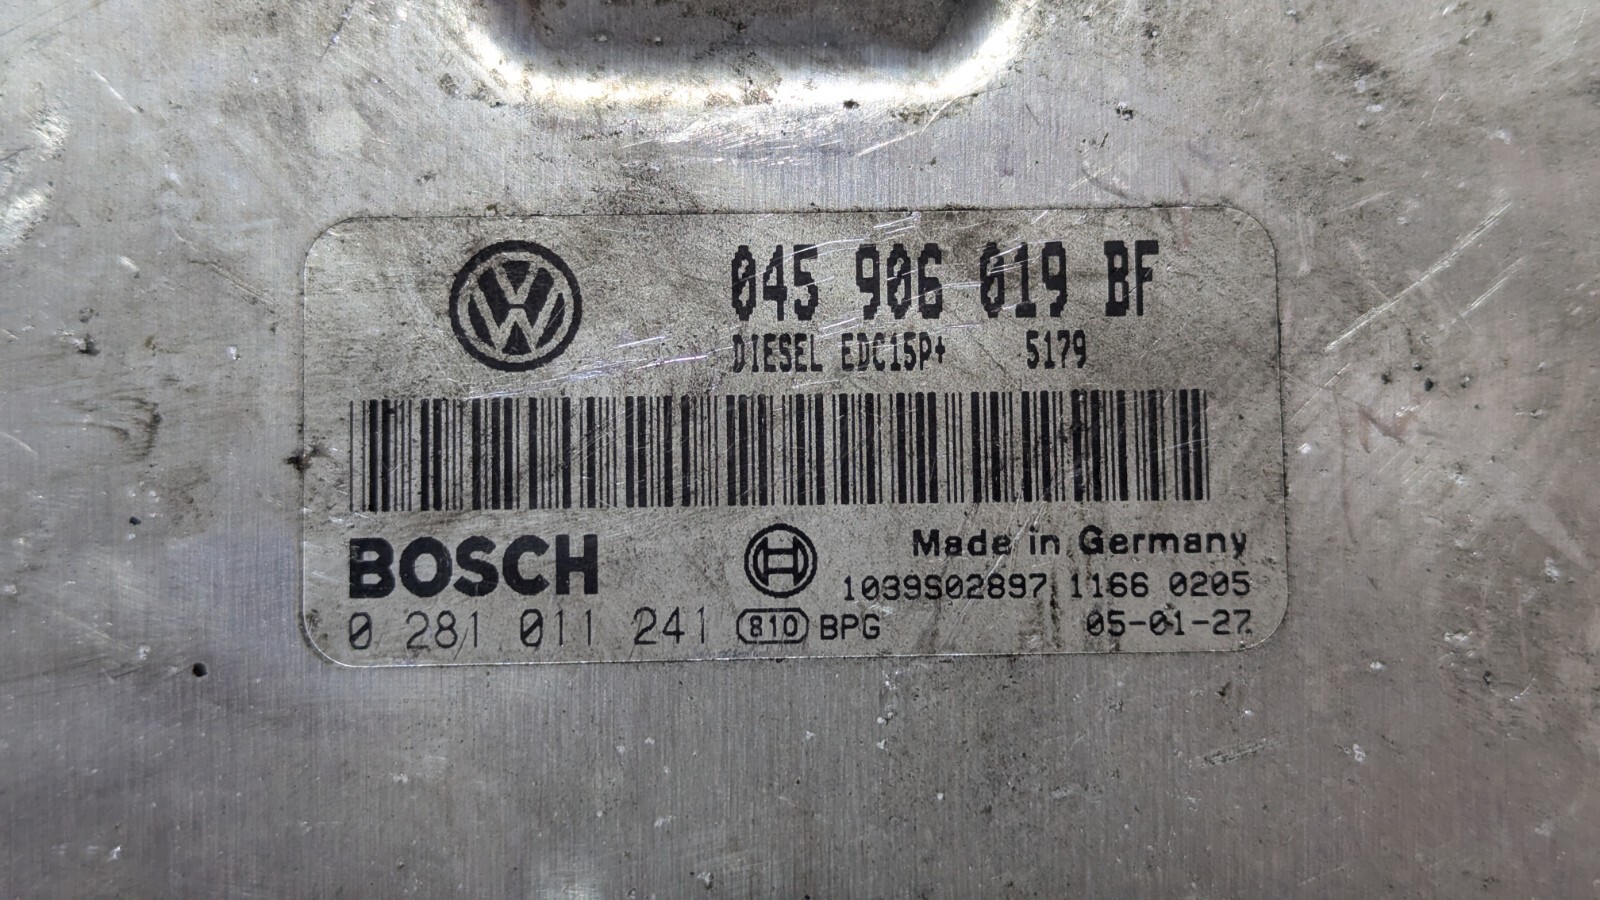 045 906 019 BF
DIESEL EDC15P+ 5179
BOSCH
Made in Germany
1039S02897 1166 0205
0 281 011 241 810 BPG 05-01-27